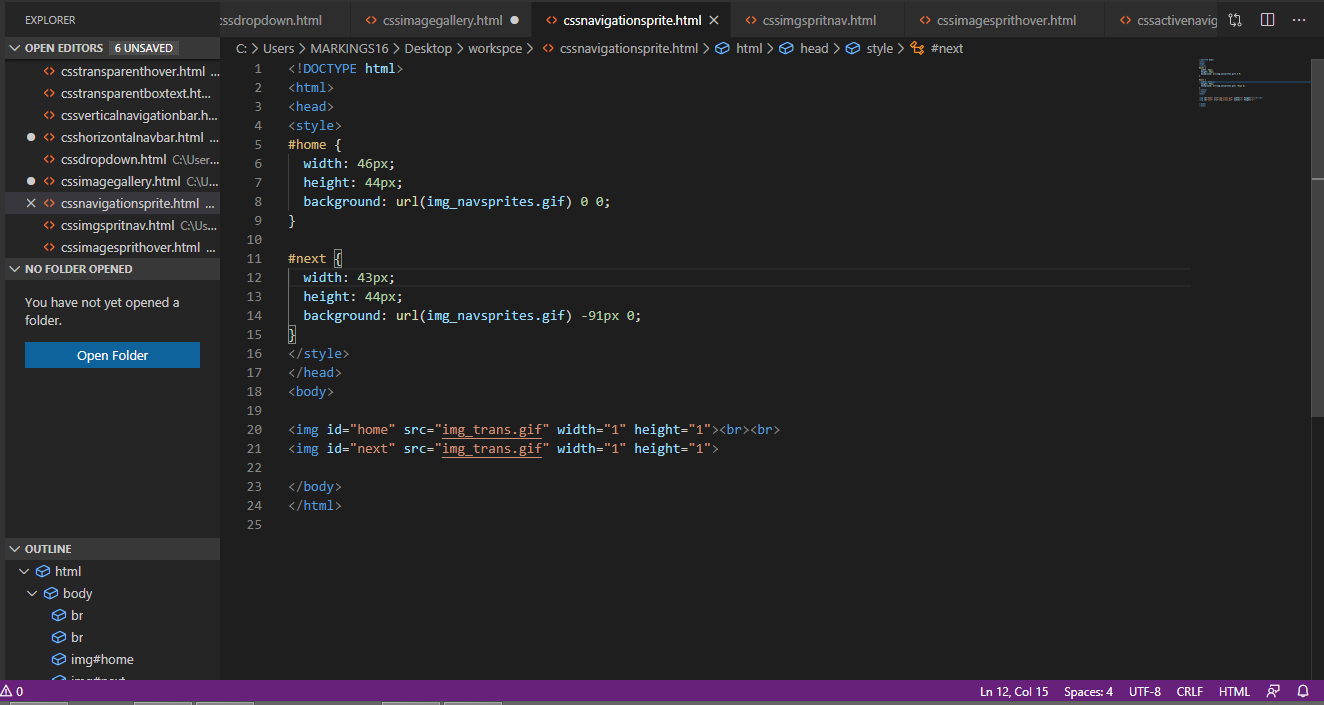 EXPLORER
ssdropdown.html
cssimagegallery.html
cssnavigationsprite.html
cssimgspritnav.html
cssimagesprithover.html
cssactivenavig
OPEN EDITORS 6 UNSAVED
csstransparenthover.html ...
csstransparentboxtext.ht...
cssverticalnavigationbar.h...
csshorizontalnavbar.html ...
cssdropdown.html C:\User...
cssimagegallery.html C:\U...
cssnavigationsprite.html ...
cssimgspritnav.html C:\Us...
cssimagesprithover.html ...
NO FOLDER OPENED
You have not yet opened a
folder.
Open Folder
OUTLINE
html
body
br
br
img#home
img#next
C: > Users > MARKINGS16 > Desktop > workspce > cssnavigationsprite.html > html > head > style > #next
1 <!DOCTYPE html>
2 <html>
3 <head>
4 <style>
5 #home {
6 width: 46px;
7 height: 44px;
8 background: url(img_navsprites.gif) 0 0;
9 }
10
11 #next {
12 width: 43px;
13 height: 44px;
14 background: url(img_navsprites.gif) -91px 0;
15 }
16 </style>
17 </head>
18 <body>
19
20 <img id="home" src="img_trans.gif" width="1" height="1"><br><br>
21 <img id="next" src="img_trans.gif" width="1" height="1">
22
23 </body>
24 </html>
25
0
Ln 12, Col 15 Spaces: 4 UTF-8 CRLF HTML